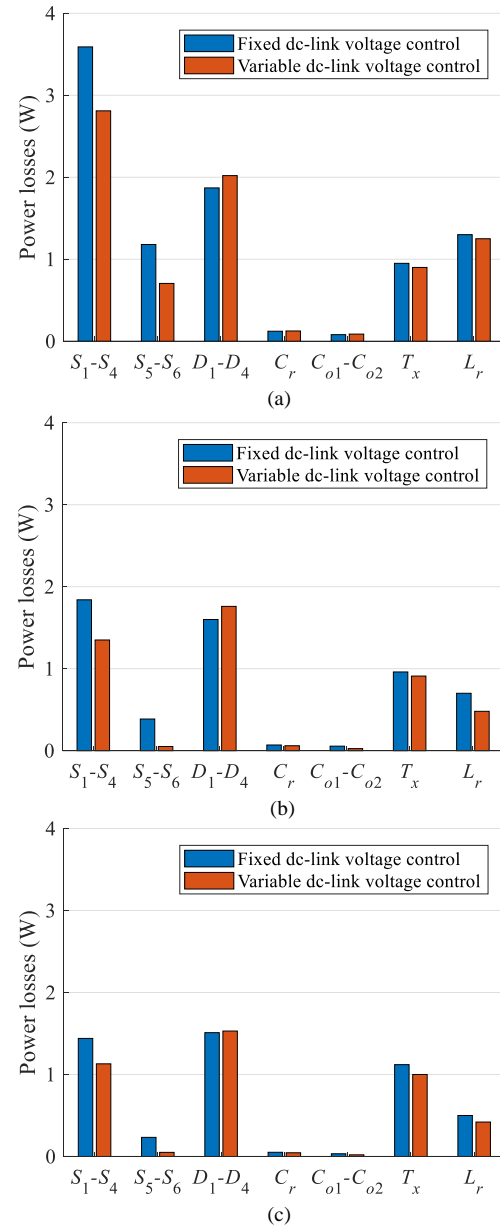 (a)
4
Fixed dc-link voltage control
Variable dc-link voltage control
3
2
1
0
Power losses (W)
S1-S4 S5-S6 D1-D4 Cr Co1-Co2 Tx Lr
(b)
4
Fixed dc-link voltage control
Variable dc-link voltage control
3
2
1
0
Power losses (W)
S1-S4 S5-S6 D1-D4 Cr Co1-Co2 Tx Lr
(c)
4
Fixed dc-link voltage control
Variable dc-link voltage control
3
2
1
0
Power losses (W)
S1-S4 S5-S6 D1-D4 Cr Co1-Co2 Tx Lr